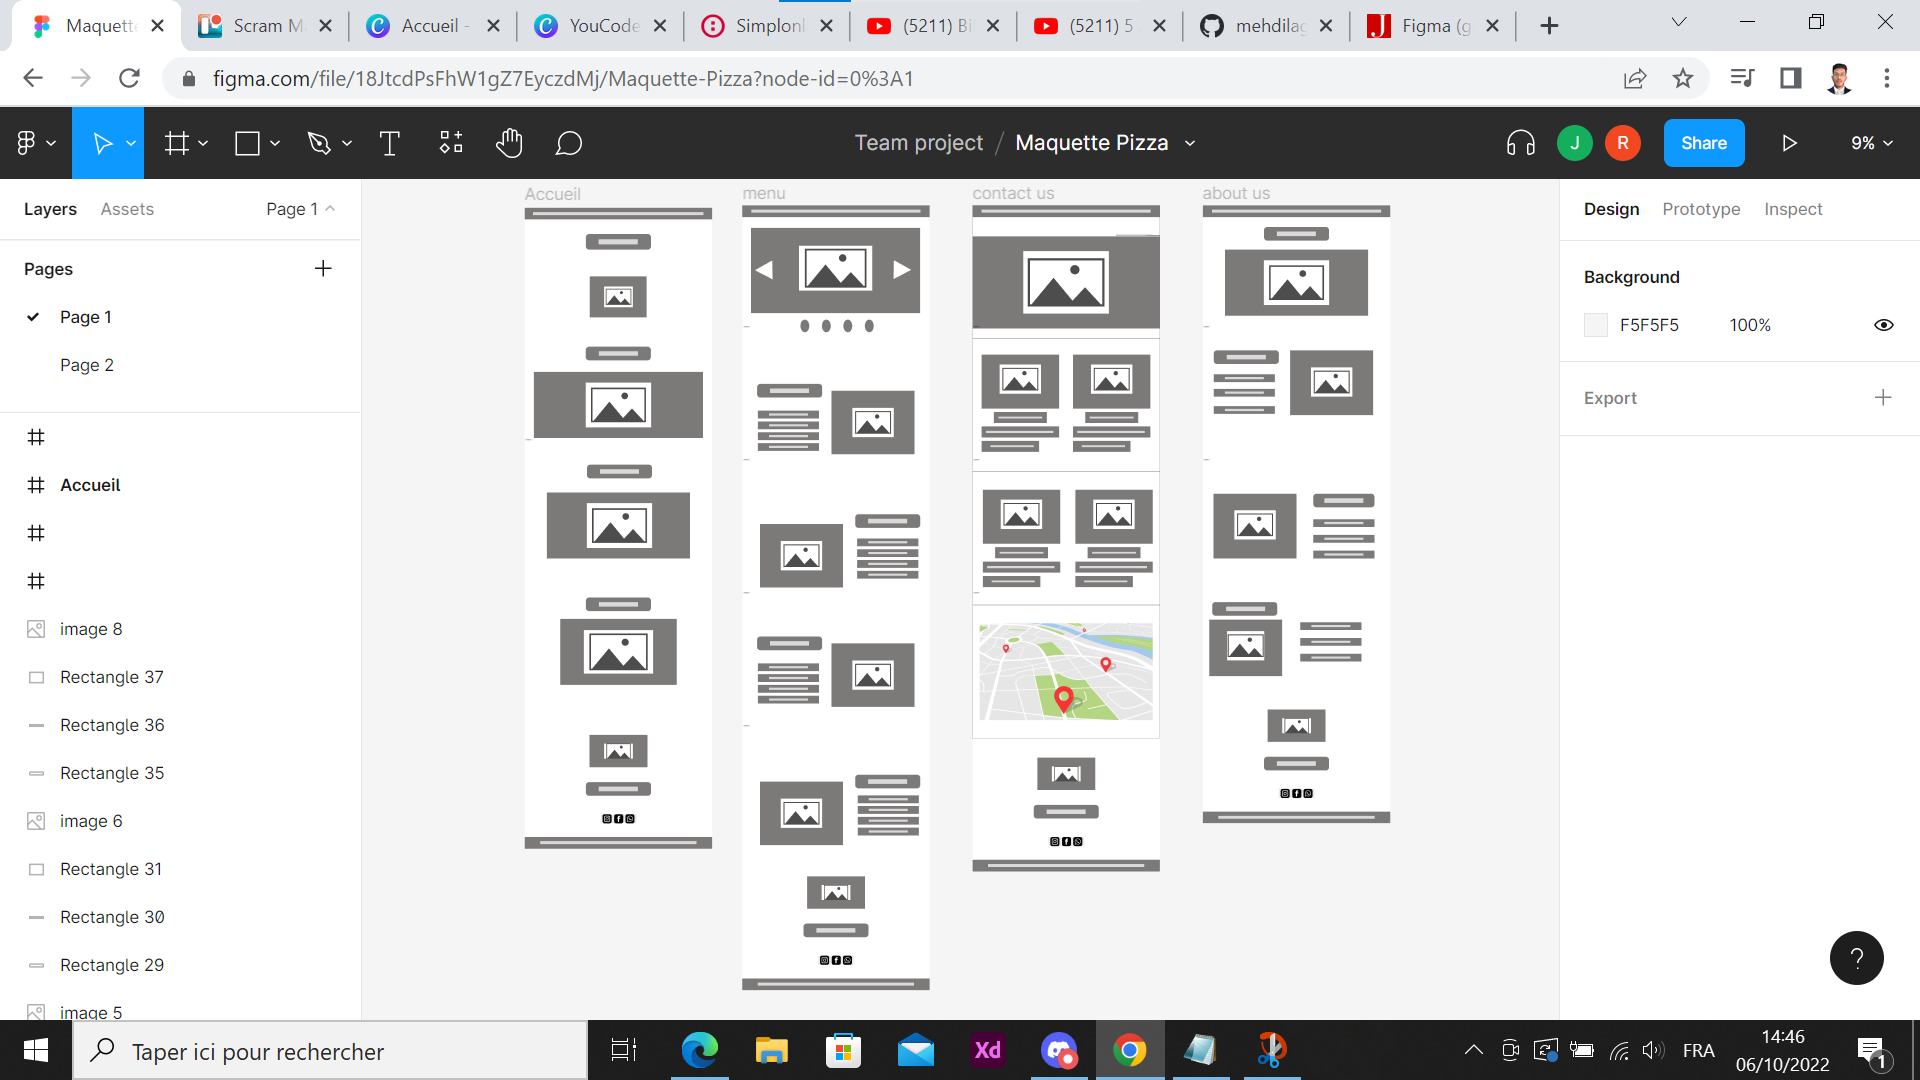 Maquette
Scram M
Accueil -
YouCode
Simplonl
(5211) Bi
(5211) 5
mehdilag
Figma (g
figma.com/file/18JtcdPsFhW1gZ7EyczdMj/Maquette-Pizza?node-id=0%3A1
Team project / Maquette Pizza
J
R
Share
9%
Layers
Assets
Page 1
Pages
Page 1
Page 2
Accueil
image 8
Rectangle 37
Rectangle 36
Rectangle 35
image 6
Rectangle 31
Rectangle 30
Rectangle 29
image 5
Accueil
menu
contact us
about us
Design
Prototype
Inspect
Background
F5F5F5
100%
Export
?
Taper ici pour rechercher
Xd
FRA
14:46
06/10/2022
1